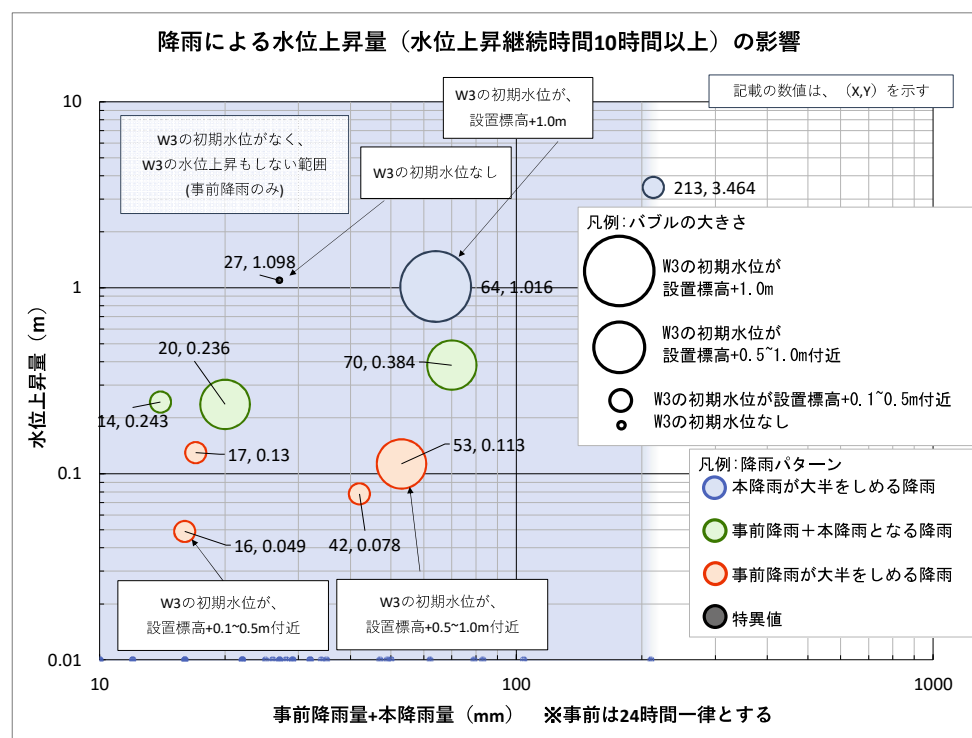 降雨による水位上昇量（水位上昇継続時間10時間以上）の影響
W3の初期水位が、
設置標高+1.0m
記載の数値は、（X,Y）を示す
W3の初期水位がなく、
W3の水位上昇もしない範囲
(事前降雨のみ)
W3の初期水位なし
213, 3.464
27, 1.098
64, 1.016
20, 0.236
70, 0.384
14, 0.243
17, 0.13
53, 0.113
16, 0.049
42, 0.078
凡例：バブルの大きさ
W3の初期水位が
設置標高+1.0m
W3の初期水位が
設置標高+0.5~1.0m付近
W3の初期水位が設置標高+0.1~0.5m付近
W3の初期水位なし
凡例：降雨パターン
本降雨が大半をしめる降雨
事前降雨＋本降雨となる降雨
事前降雨が大半をしめる降雨
特異値
W3の初期水位が、
設置標高+0.1~0.5m付近
W3の初期水位が、
設置標高+0.5~1.0m付近
水位上昇量（m）
10
1
0.1
0.01
10
100
1000
事前降雨量+本降雨量（mm）　※事前は24時間一律とする